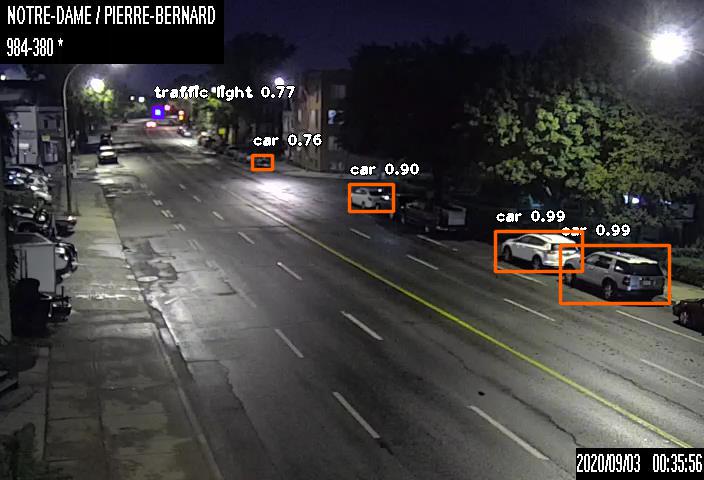 NOTRE-DAME / PIERRE-BERNARD
984-380 *
traffic light 0.77
car 0.76
car 0.90
car 0.99
car 0.99
2020/09/03 00:35:56